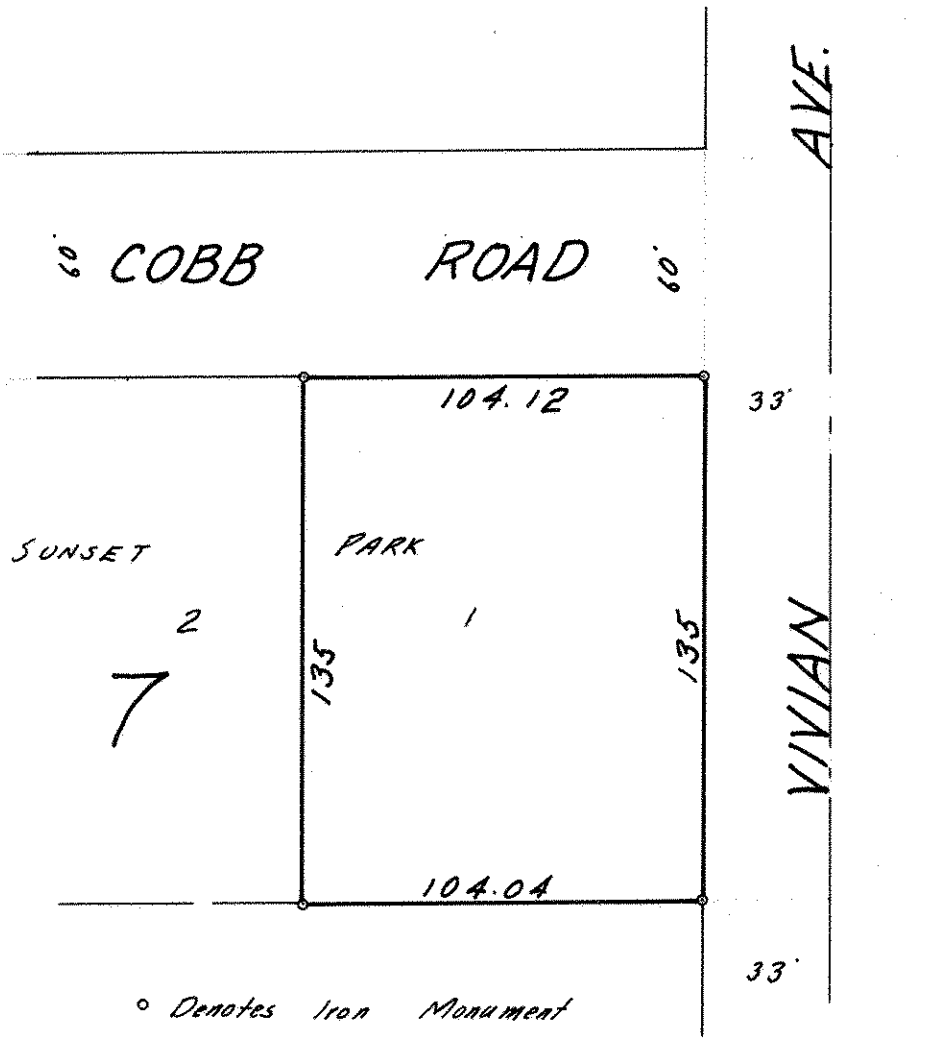 AVE.
60' COBB ROAD 60'
104.12
33'
SUNSET PARK
2
1
7
135
135
VIVIAN
104.04
33'
o Denotes Iron Monument